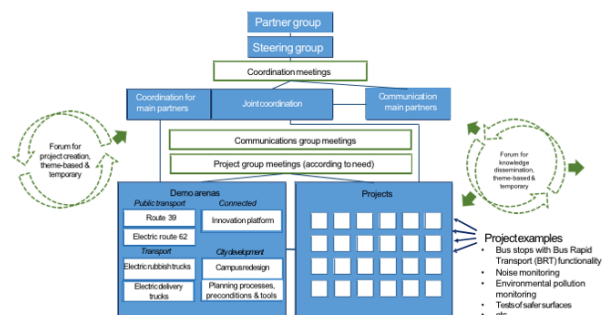 Partner group
Steering group
Coordination meetings
Coordination for
main partners
Joint coordination
Communication
main partners
Communications group meetings
Project group meetings (according to need)
Forum for
project creation,
theme-based &
temporary
Forum for
knowledge
dissemination,
theme-based &
temporary
Demo arenas
Public transport
Connected
Route 39
Innovation platform
Electric route 62
Transport
City development
Electric rubbish trucks
Campus redesign
Electric delivery
trucks
Planning processes,
preconditions & tools
Projects
Project examples
• Bus stops with Bus Rapid
Transport (BRT) functionality
• Noise monitoring
• Environmental pollution
monitoring
• Tests of safer surfaces
• etc